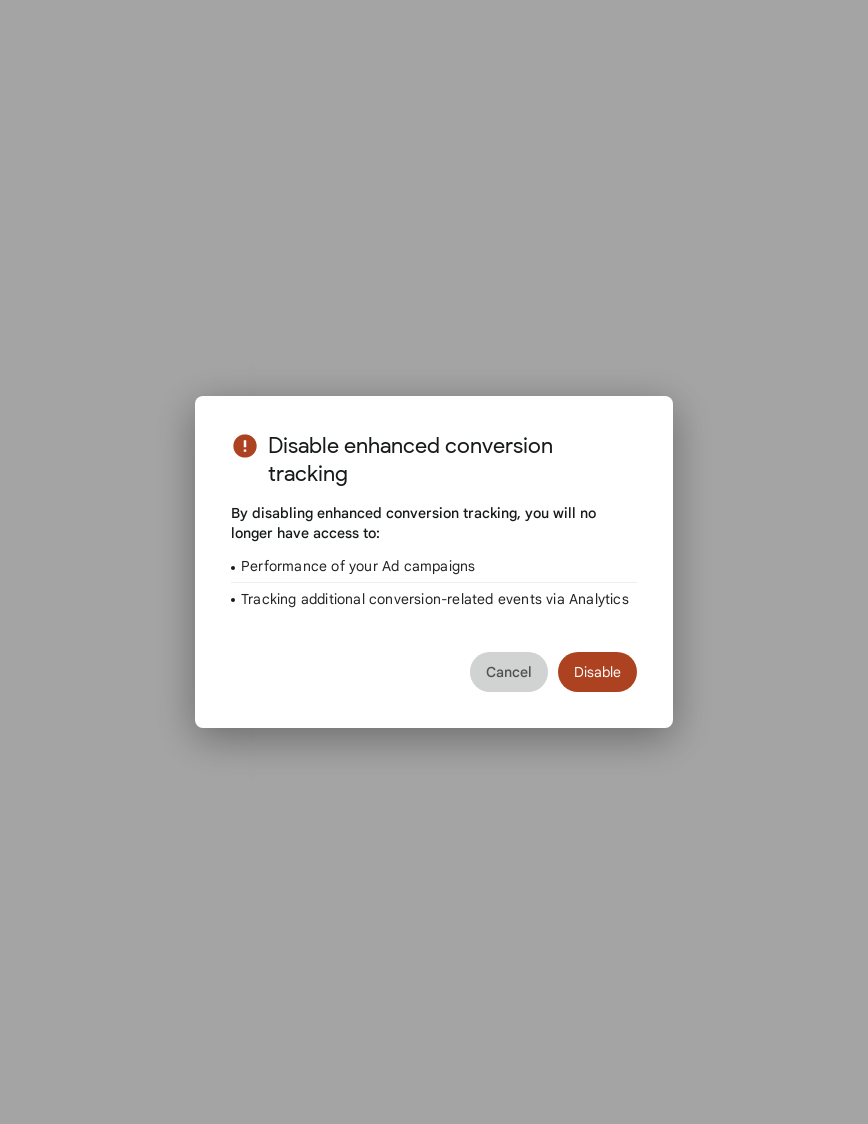 Disable enhanced conversion
tracking
By disabling enhanced conversion tracking, you will no
longer have access to:
• Performance of your Ad campaigns
• Tracking additional conversion-related events via Analytics
Cancel
Disable